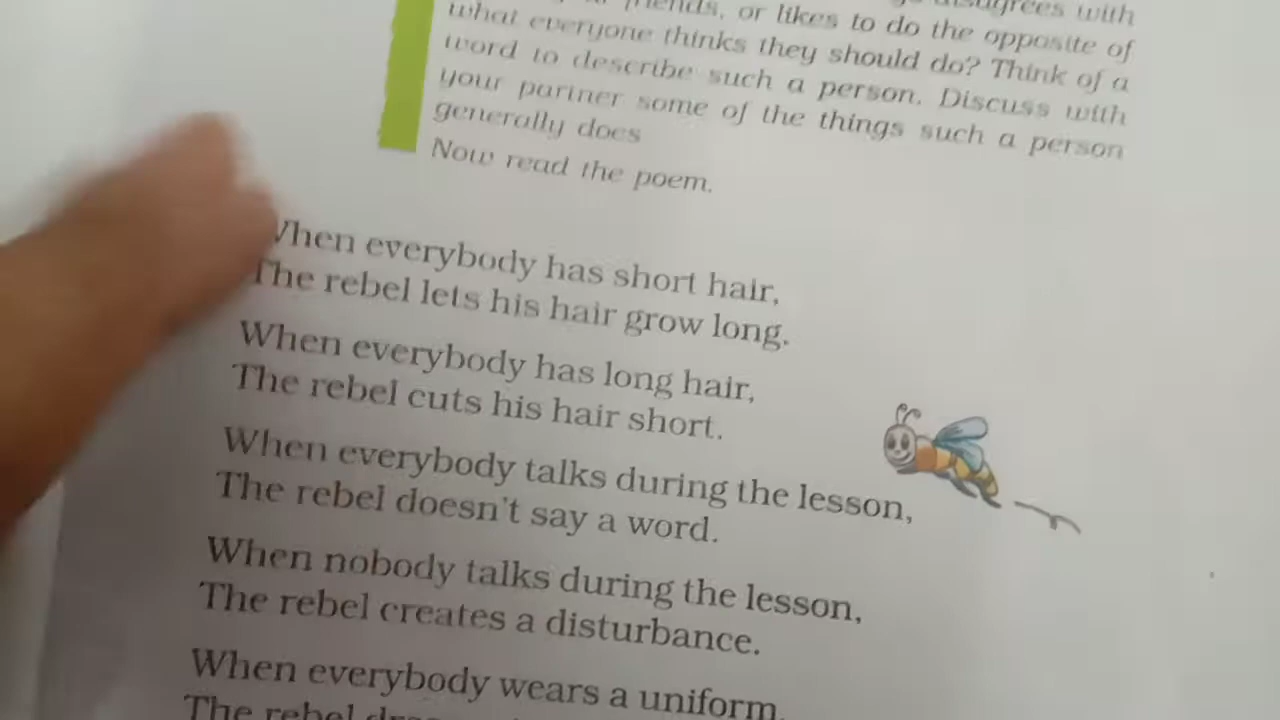 disagrees with
friends, or likes to do the opposite of
what everyone thinks they should do? Think of a
word to describe such a person. Discuss with
your partner some of the things such a person
generally does
Now read the poem.
When everybody has short hair,
The rebel lets his hair grow long.
When everybody has long hair,
The rebel cuts his hair short.
When everybody talks during the lesson,
The rebel doesn't say a word.
When nobody talks during the lesson,
The rebel creates a disturbance.
When everybody wears a uniform,
The rebel